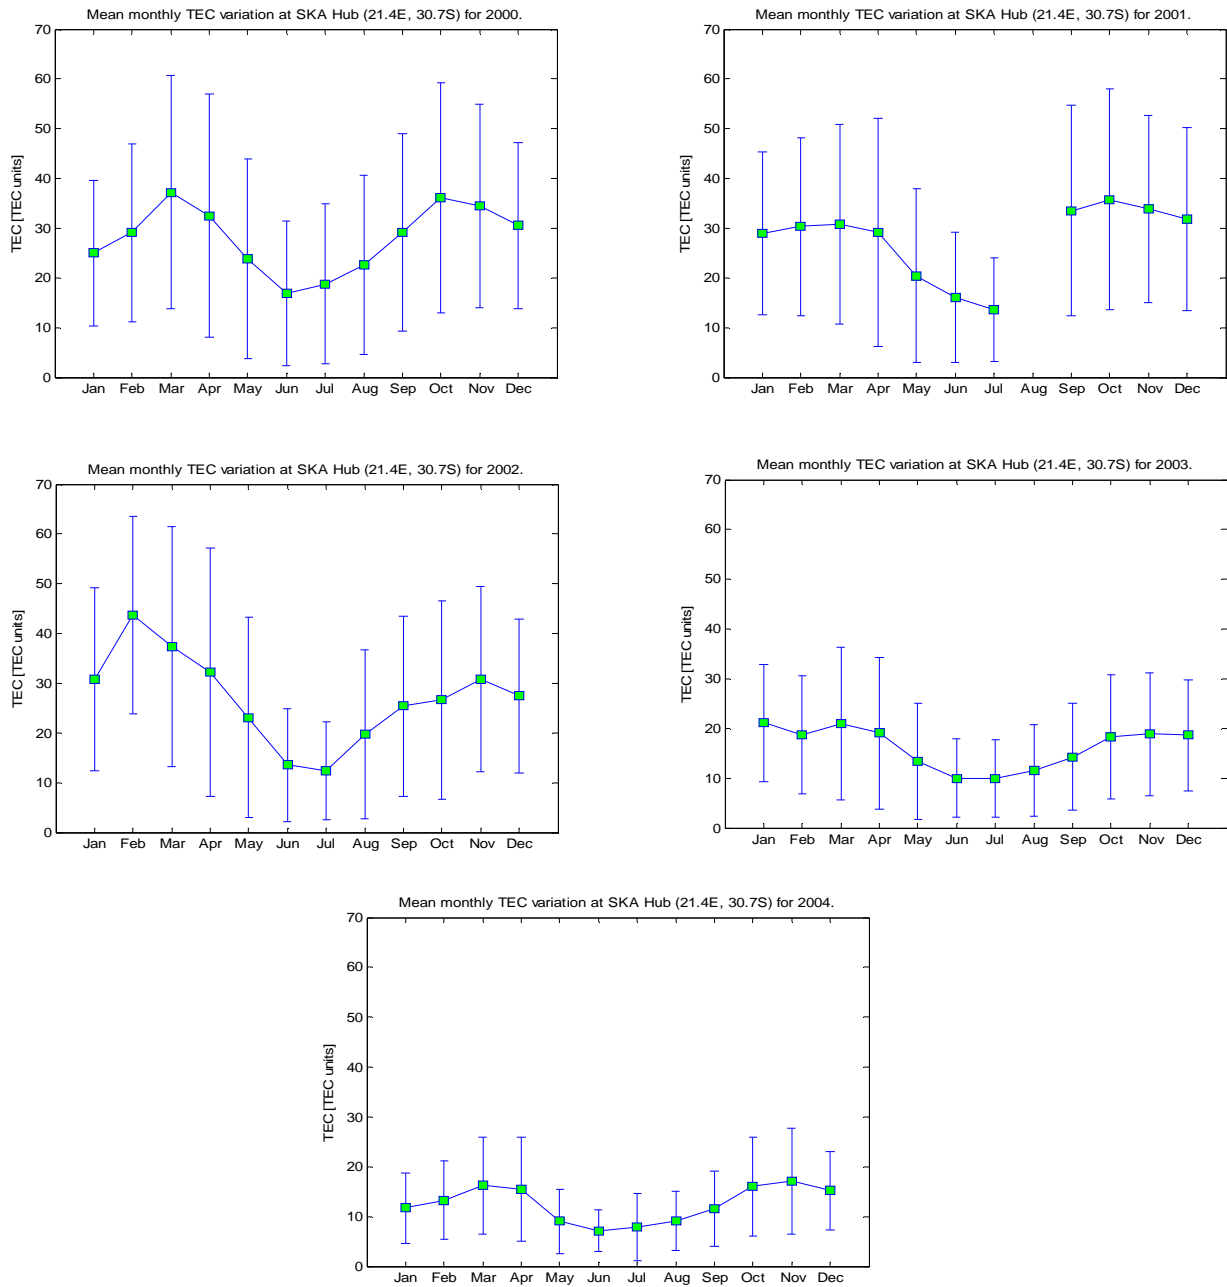 Mean monthly TEC variation at SKA Hub (21.4E, 30.7S) for 2000.
70
60
50
40
30
20
10
0
TEC [TEC units]
Jan Feb Mar Apr May Jun Jul Aug Sep Oct Nov Dec
Mean monthly TEC variation at SKA Hub (21.4E, 30.7S) for 2001.
70
60
50
40
30
20
10
0
TEC [TEC units]
Jan Feb Mar Apr May Jun Jul Aug Sep Oct Nov Dec
Mean monthly TEC variation at SKA Hub (21.4E, 30.7S) for 2002.
70
60
50
40
30
20
10
0
TEC [TEC units]
Jan Feb Mar Apr May Jun Jul Aug Sep Oct Nov Dec
Mean monthly TEC variation at SKA Hub (21.4E, 30.7S) for 2003.
70
60
50
40
30
20
10
0
TEC [TEC units]
Jan Feb Mar Apr May Jun Jul Aug Sep Oct Nov Dec
Mean monthly TEC variation at SKA Hub (21.4E, 30.7S) for 2004.
70
60
50
40
30
20
10
0
TEC [TEC units]
Jan Feb Mar Apr May Jun Jul Aug Sep Oct Nov Dec